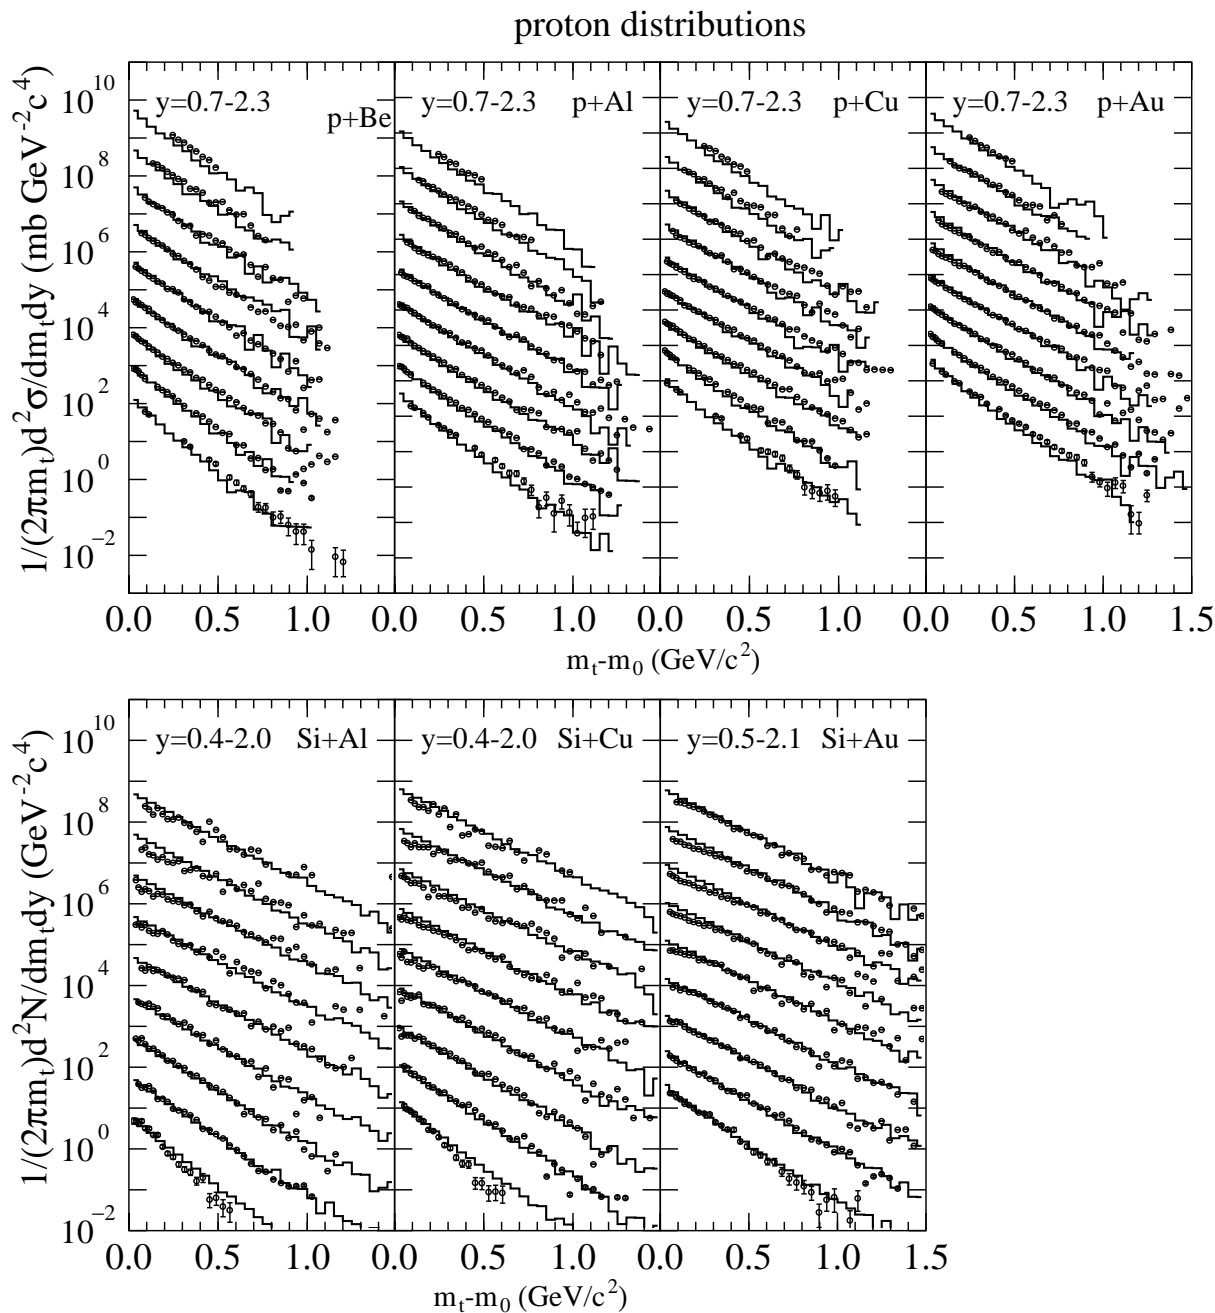 proton distributions
1/(2πm_t)d^2σ/dm_tdy (mb GeV^-2c^4)
10^10
10^8
10^6
10^4
10^2
10^0
10^-2
y=0.7-2.3 p+Be
y=0.7-2.3 p+Al
y=0.7-2.3 p+Cu
y=0.7-2.3 p+Au
0.0 0.5 1.0 0.0 0.5 1.0 0.0 0.5 1.0 0.0 0.5 1.0 1.5
m_t-m_0 (GeV/c^2)
1/(2πm_t)d^2N/dm_tdy (GeV^-2c^4)
10^10
10^8
10^6
10^4
10^2
10^0
10^-2
y=0.4-2.0 Si+Al
y=0.4-2.0 Si+Cu
y=0.5-2.1 Si+Au
0.0 0.5 1.0 0.0 0.5 1.0 0.0 0.5 1.0 1.5
m_t-m_0 (GeV/c^2)